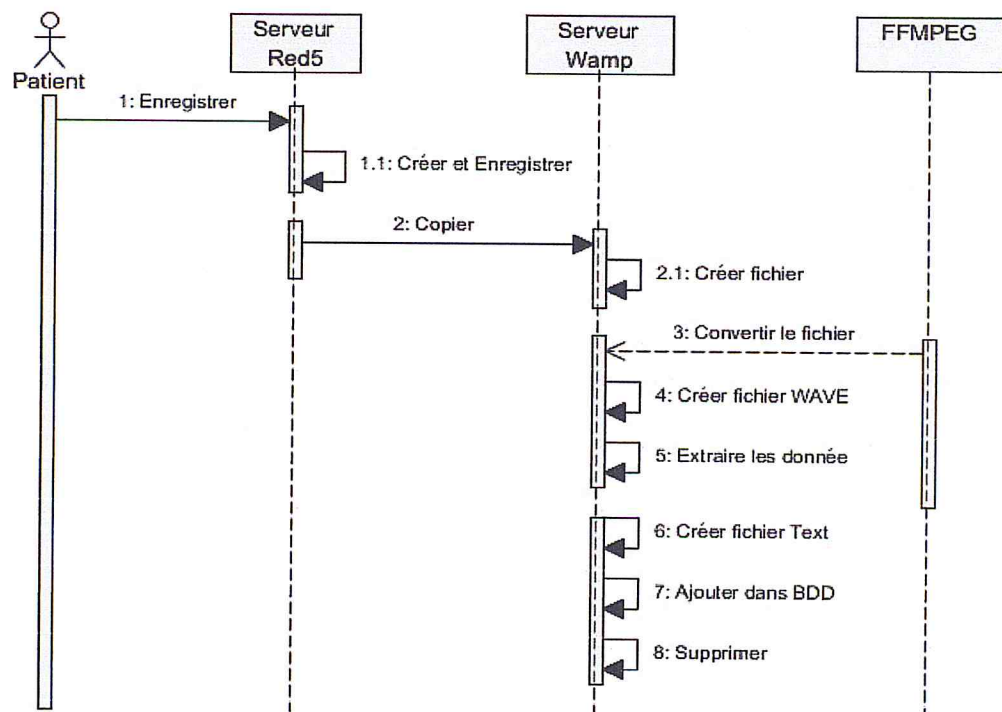 Serveur
Red5
Serveur
Wamp
FFMPEG
Patient
1: Enregistrer
1.1: Créer et Enregistrer
2: Copier
2.1: Créer fichier
3: Convertir le fichier
4: Créer fichier WAVE
5: Extraire les donnée
6: Créer fichier Text
7: Ajouter dans BDD
8: Supprimer